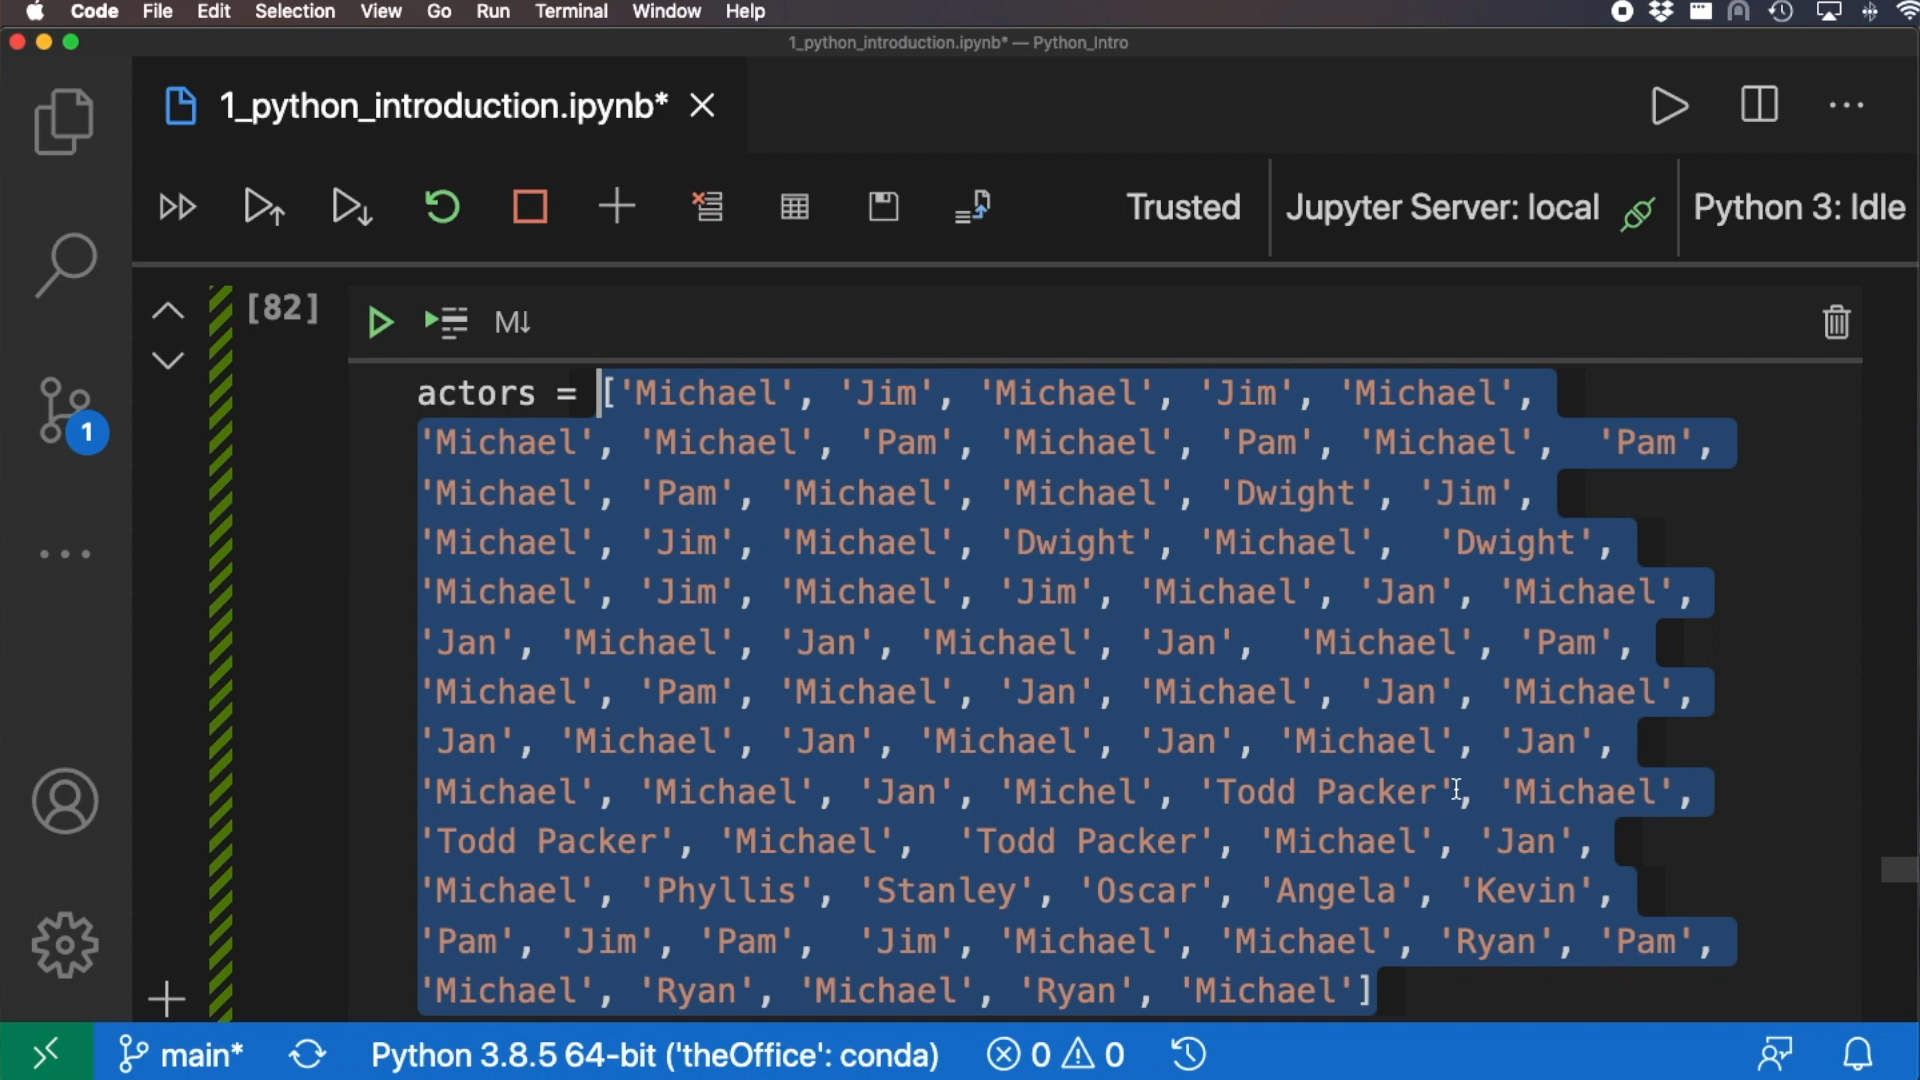 Code File Edit Selection View Go Run Terminal Window Help
1_python_introduction.ipynb* — Python_Intro
1_python_introduction.ipynb*
Trusted Jupyter Server: local Python 3: Idle
[82]
M↓
actors = ['Michael', 'Jim', 'Michael', 'Jim', 'Michael',
'Michael', 'Michael', 'Pam', 'Michael', 'Pam', 'Michael', 'Pam',
'Michael', 'Pam', 'Michael', 'Michael', 'Dwight', 'Jim',
'Michael', 'Jim', 'Michael', 'Dwight', 'Michael', 'Dwight',
'Michael', 'Jim', 'Michael', 'Jim', 'Michael', 'Jan', 'Michael',
'Jan', 'Michael', 'Jan', 'Michael', 'Jan', 'Michael', 'Pam',
'Michael', 'Pam', 'Michael', 'Jan', 'Michael', 'Jan', 'Michael',
'Jan', 'Michael', 'Jan', 'Michael', 'Jan', 'Michael', 'Jan',
'Michael', 'Michael', 'Jan', 'Michel', 'Todd Packer', 'Michael',
'Todd Packer', 'Michael', 'Todd Packer', 'Michael', 'Jan',
'Michael', 'Phyllis', 'Stanley', 'Oscar', 'Angela', 'Kevin',
'Pam', 'Jim', 'Pam', 'Jim', 'Michael', 'Michael', 'Ryan', 'Pam',
'Michael', 'Ryan', 'Michael', 'Ryan', 'Michael']
1
main* Python 3.8.5 64-bit ('theOffice': conda) 0 0